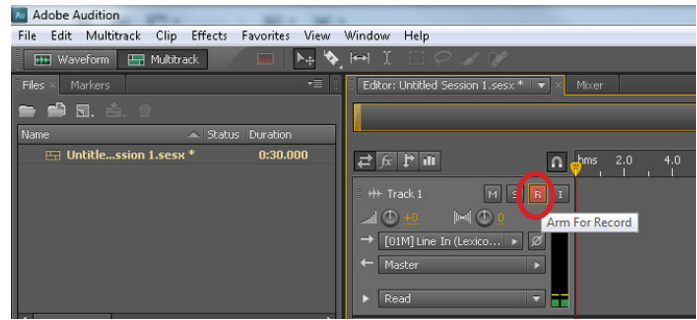 Au Adobe Audition
File Edit Multitrack Clip Effects Favorites View Window Help
Waveform Multitrack
Files × Markers
Editor: Untitled Session 1.sesx * × Mixer
Name Status Duration
Untitle...ssion 1.sesx * 0:30.000
fx hms 2.0 4.0
Track 1 M S R I
+0 0
Arm For Record
[01M] Line In (Lexico...
Master
Read